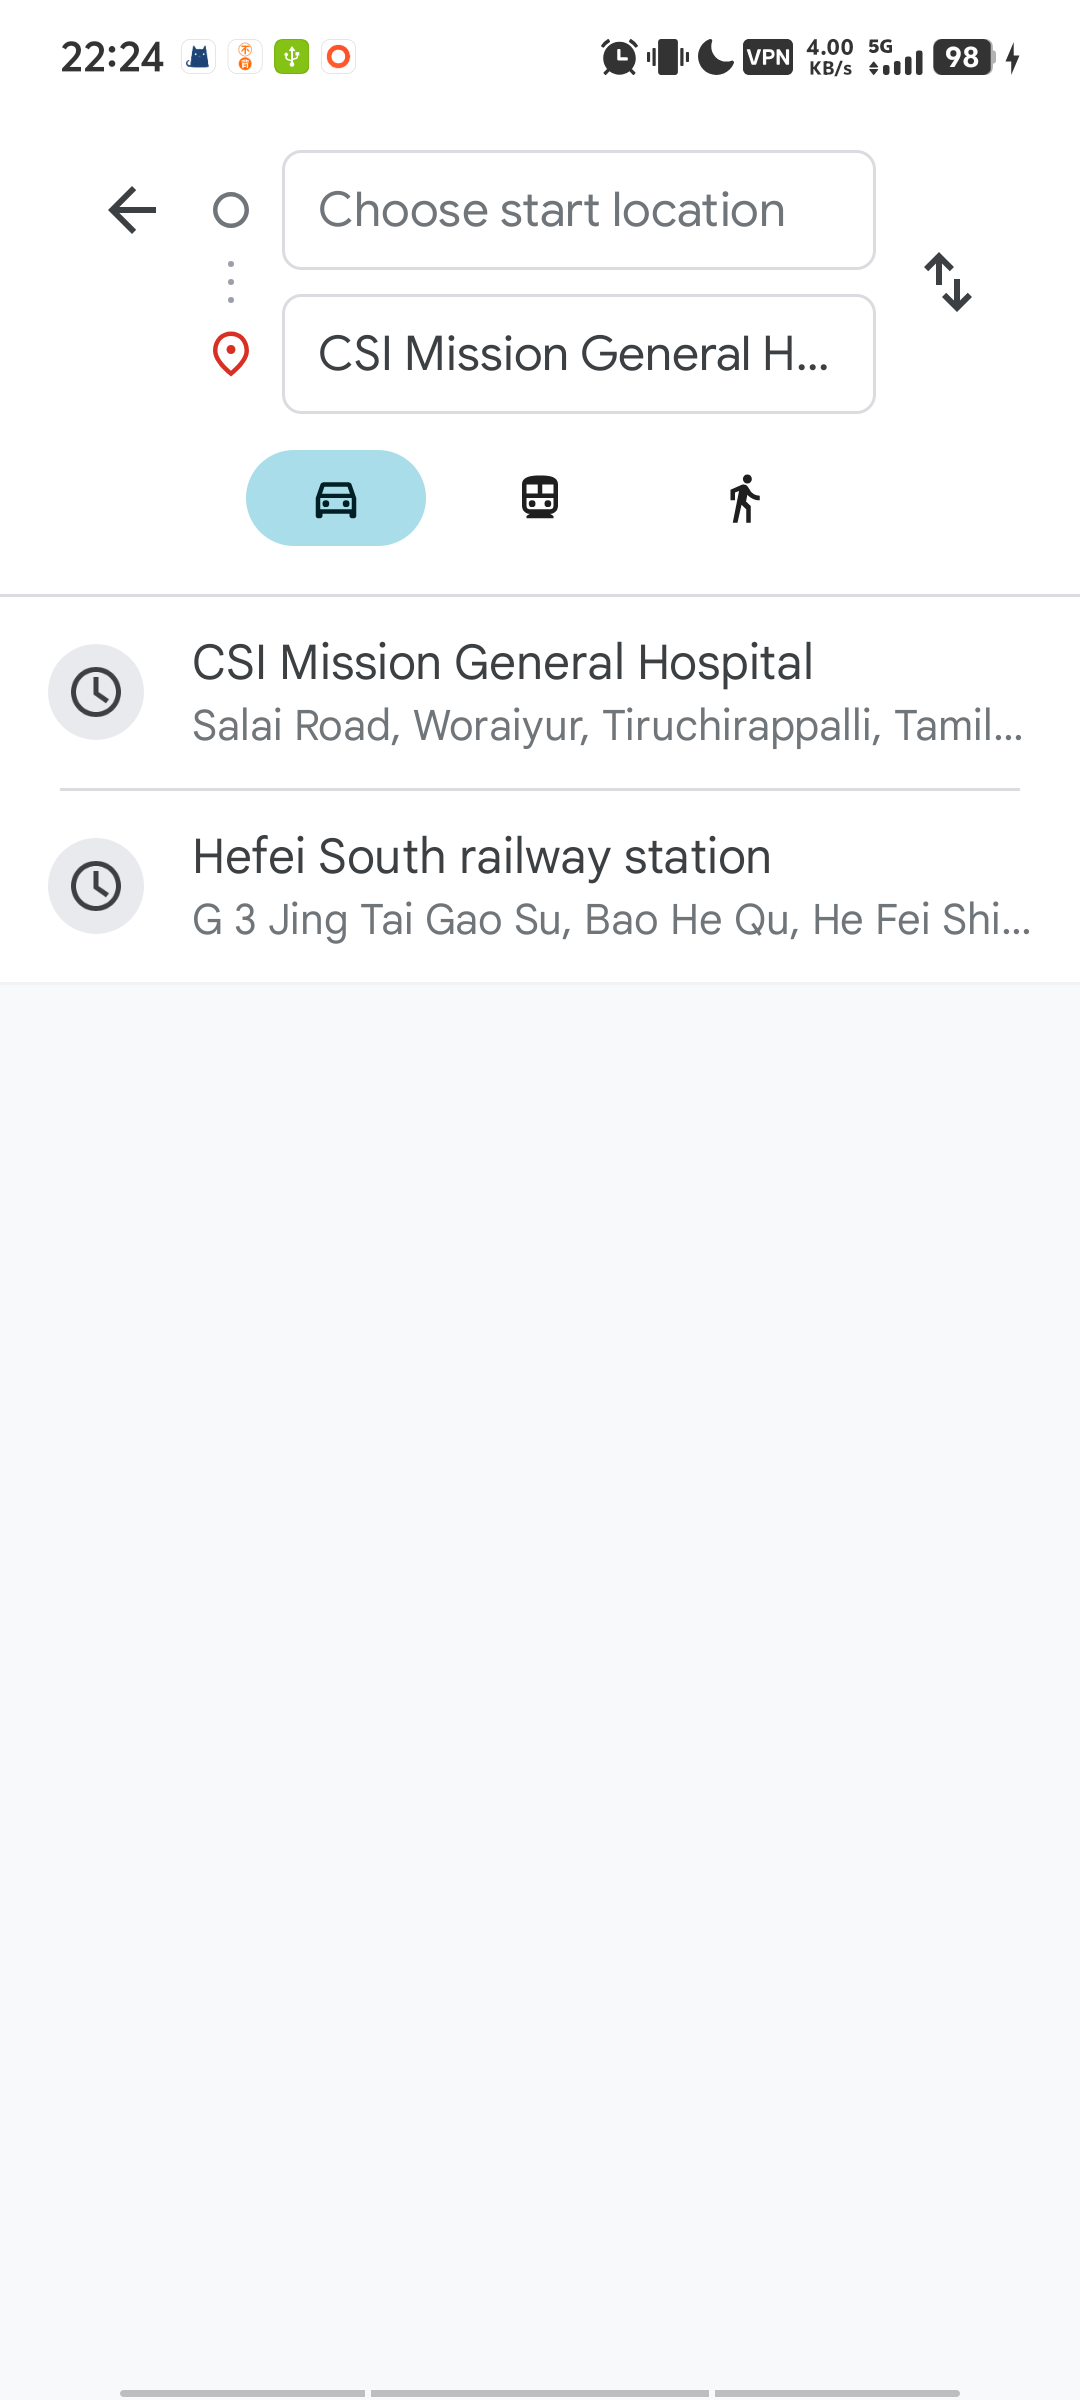 22:24
VPN
4.00
KB/s
5G
98
Choose start location
CSI Mission General H...
CSI Mission General Hospital
Salai Road, Woraiyur, Tiruchirappalli, Tamil...
Hefei South railway station
G 3 Jing Tai Gao Su, Bao He Qu, He Fei Shi...